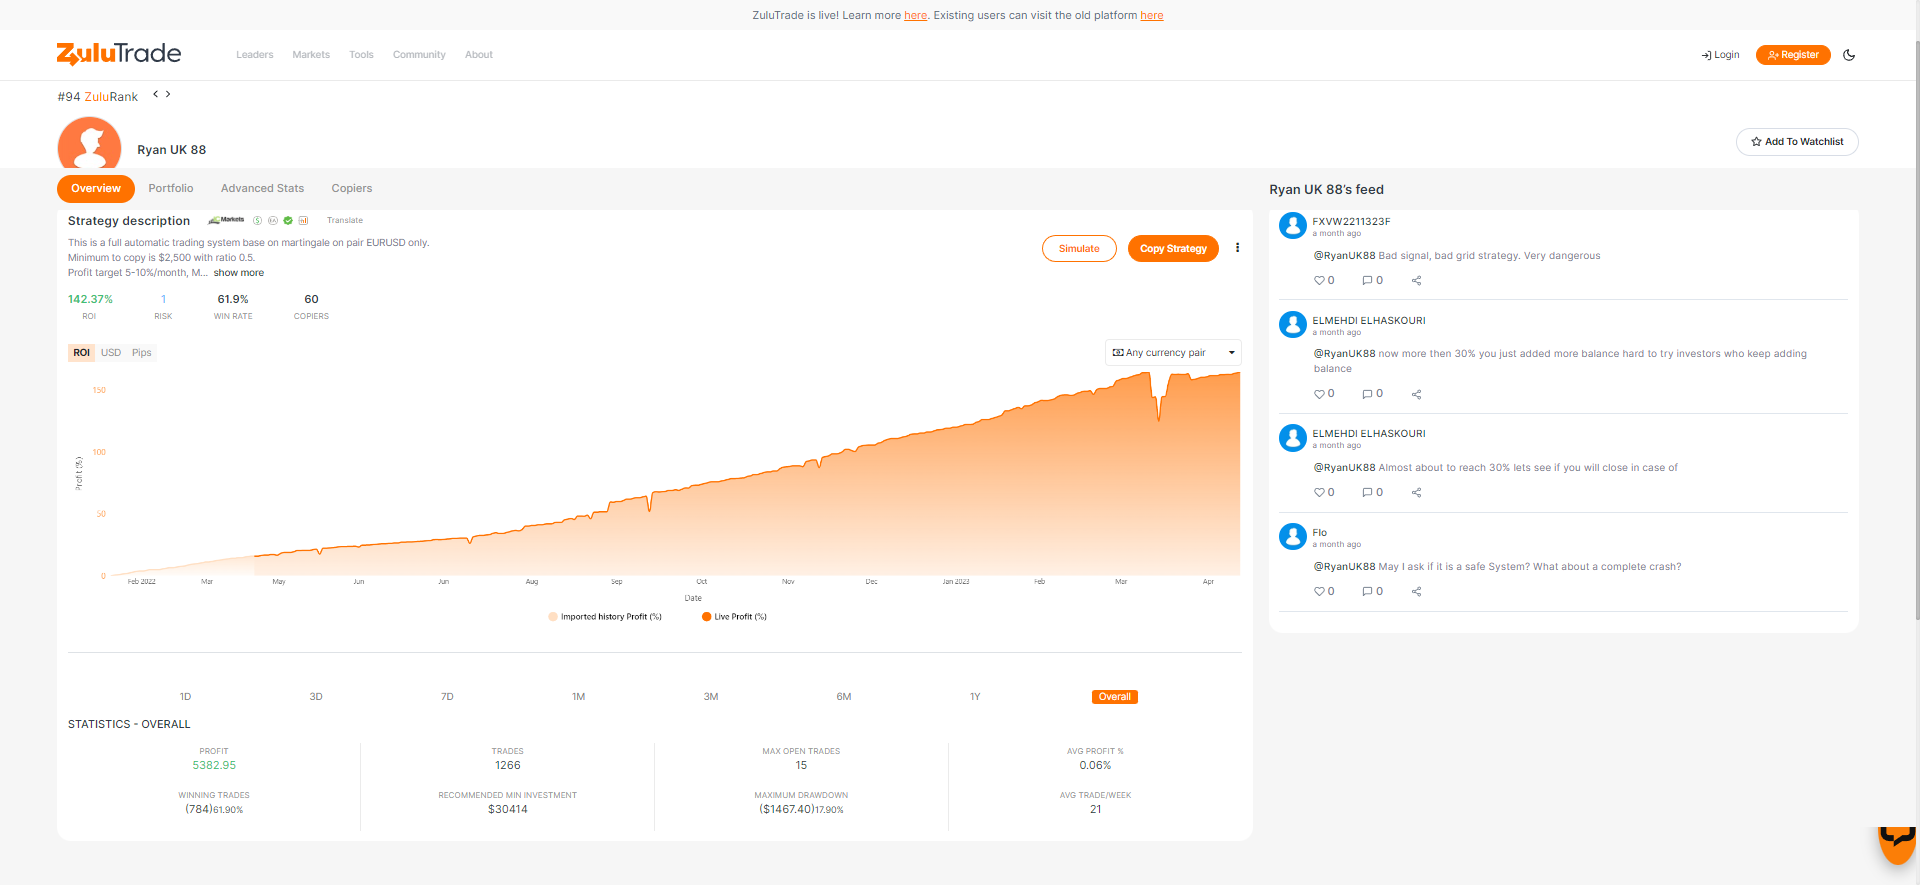 ZuluTrade is live! Learn more here. Existing users can visit the old platform here
ZuluTrade
Leaders Markets Tools Community About
Login Register
#94 ZuluRank < >
Ryan UK 88
Add To Watchlist
Overview Portfolio Advanced Stats Copiers
Strategy description Markets Translate
This is a full automatic trading system base on martingale on pair EURUSD only.
Minimum to copy is $2,500 with ratio 0.5.
Profit target 5-10%/month, M... show more
Simulate Copy Strategy
142.37% 1 61.9% 60
ROI RISK WIN RATE COPIERS
ROI USD Pips
Any currency pair
150
100
50
0
Profit (%)
Feb 2022 Mar May Jun Jun Aug Sep Oct Nov Dec Jan 2023 Feb Mar Apr
Date
Imported history Profit (%) Live Profit (%)
1D 3D 7D 1M 3M 6M 1Y Overall
STATISTICS - OVERALL
PROFIT TRADES MAX OPEN TRADES AVG PROFIT %
5382.95 1266 15 0.06%
WINNING TRADES RECOMMENDED MIN INVESTMENT MAXIMUM DRAWDOWN AVG TRADE/WEEK
(784)61.90% $30414 ($1467.40)17.90% 21
Ryan UK 88's feed
FXVW2211323F
a month ago
@RyanUK88 Bad signal, bad grid strategy. Very dangerous
0 0
ELMEHDI ELHASKOURI
a month ago
@RyanUK88 now more then 30% you just added more balance hard to try investors who keep adding
balance
0 0
ELMEHDI ELHASKOURI
a month ago
@RyanUK88 Almost about to reach 30% lets see if you will close in case of
0 0
Flo
a month ago
@RyanUK88 May I ask if it is a safe System? What about a complete crash?
0 0